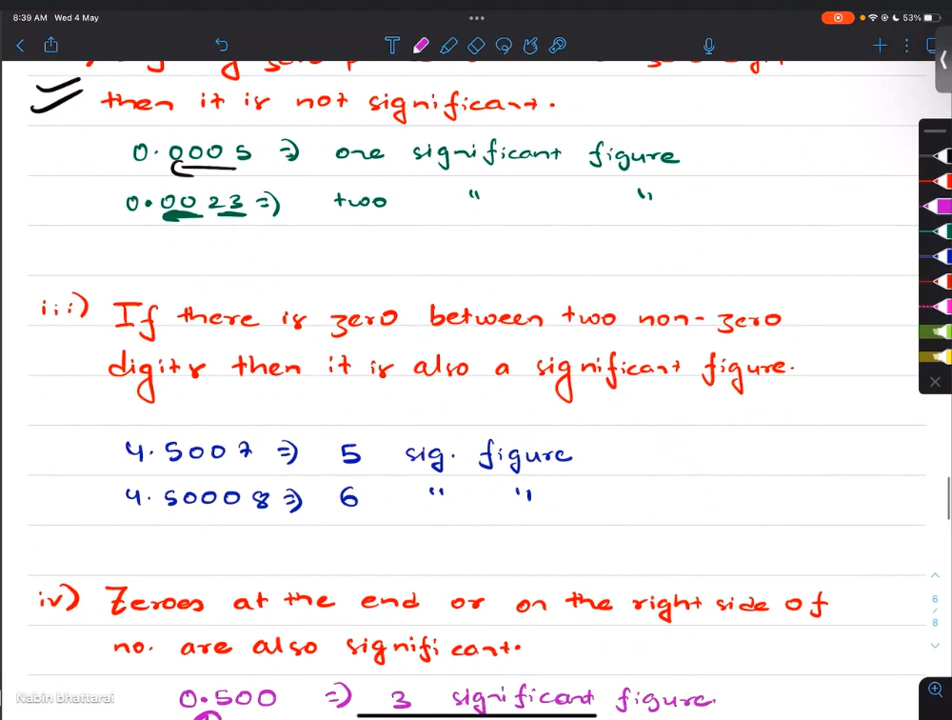 8:39 AM Wed 4 May
53%
then it is not significant.
0.0005 ⇒ one significant figure
0.0023 ⇒ two " "
iii) If there is zero between two non-zero
digits then it is also a significant figure.
4.5007 ⇒ 5 sig. figure
4.50008 ⇒ 6 " "
iv) Zeroes at the end or on the right side of
no. are also significant.
0.500 ⇒ 3 significant figure.
Nabin bhattarai
6
/
8